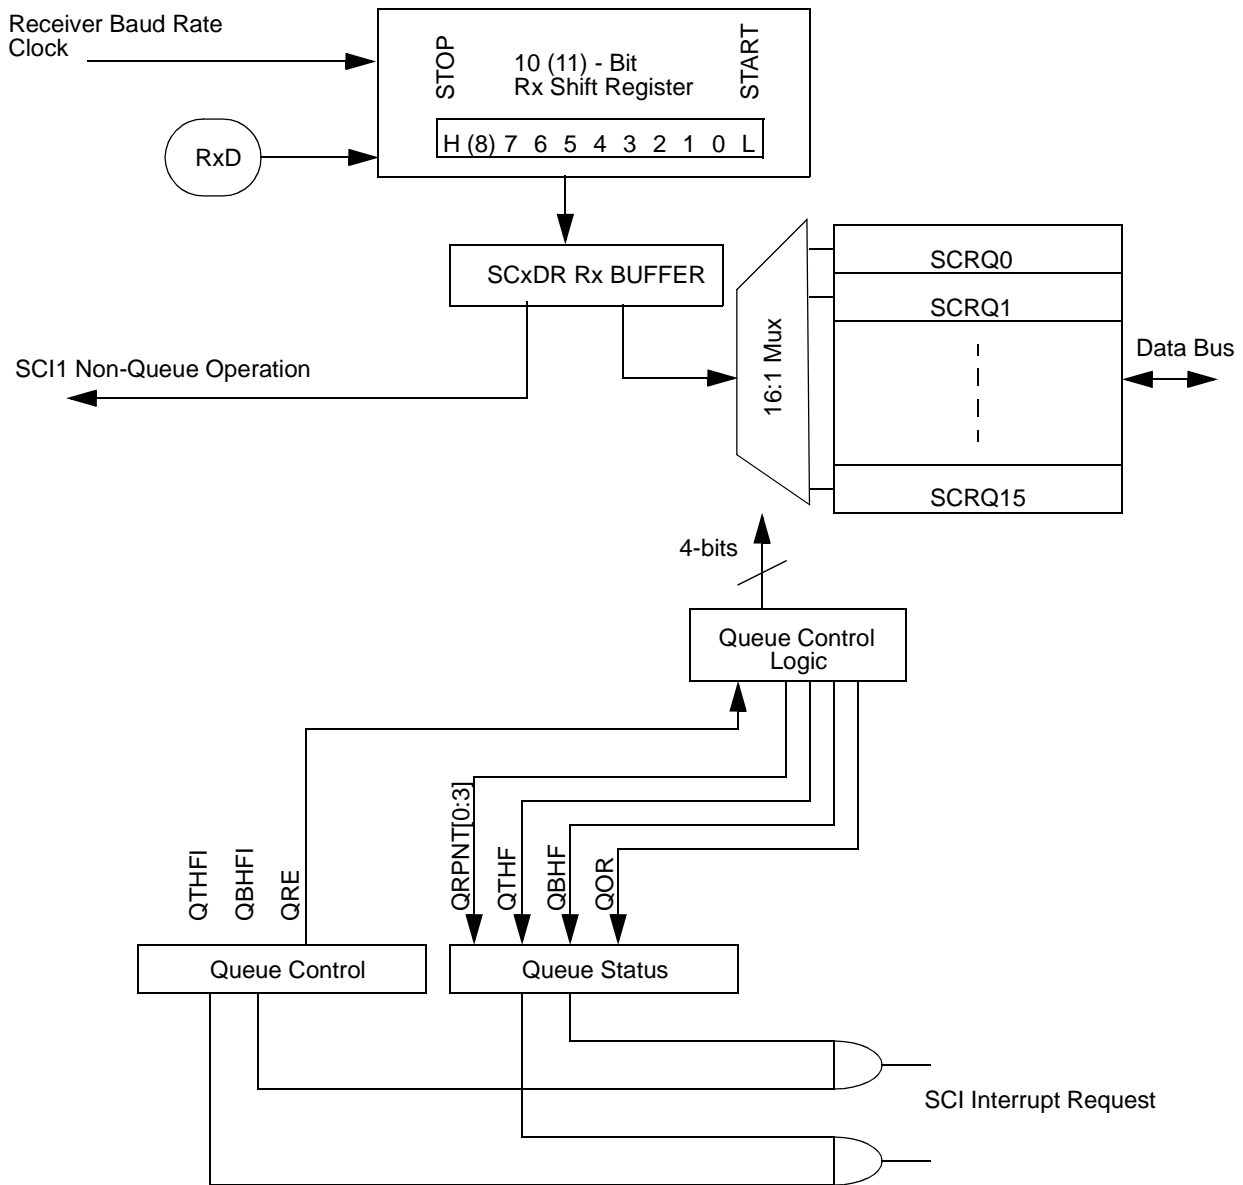 Receiver Baud Rate
Clock
STOP
10 (11) - Bit
Rx Shift Register
START
H (8) 7 6 5 4 3 2 1 0 L
RxD
SCxDR Rx BUFFER
16:1 Mux
SCRQ0
SCRQ1
SCRQ15
Data Bus
SCI1 Non-Queue Operation
4-bits
Queue Control
Logic
QTHFI
QBHFI
QRE
QRPNT[0:3]
QTHF
QBHF
QOR
Queue Control
Queue Status
SCI Interrupt Request